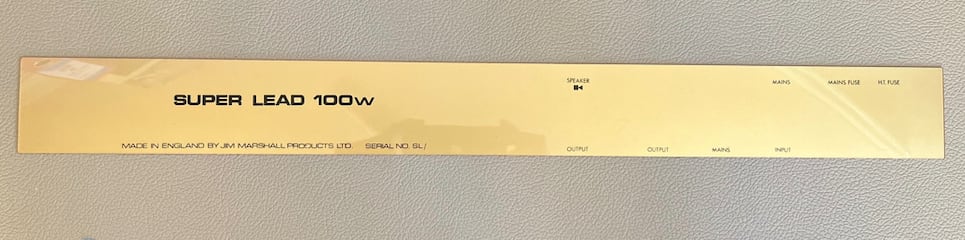 SPEAKER
MAINS MAINS FUSE H.T. FUSE
SUPER LEAD 100w
MADE IN ENGLAND BY JIM MARSHALL PRODUCTS LTD. SERIAL NO. SL/
OUTPUT OUTPUT MAINS INPUT